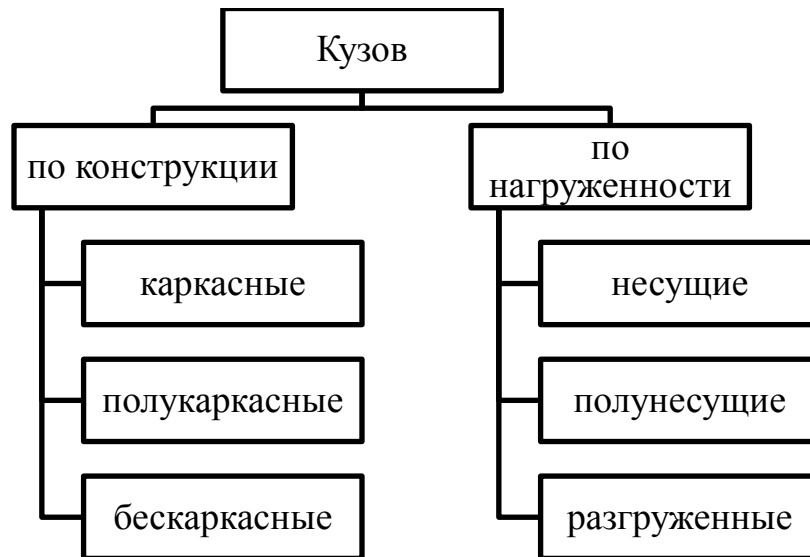 Кузов
по конструкции
по
нагруженности
каркасные
несущие
полукаркасные
полунесущие
бескаркасные
разгруженные